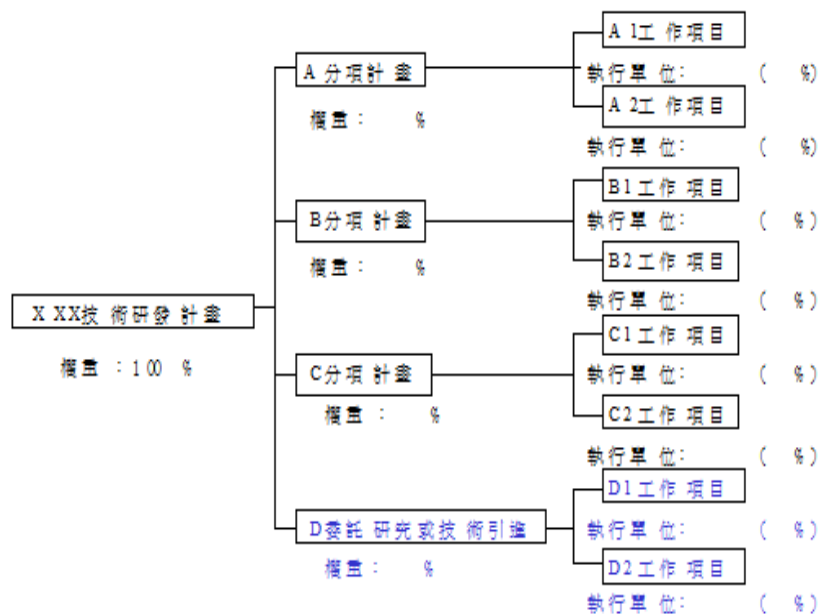 XXX技術研發計畫
權重：100 %
A 分項計畫
權重： %
A1工作項目
執行單位: ( %)
A2工作項目
執行單位: ( %)
B分項計畫
權重： %
B1工作項目
執行單位: ( %)
B2工作項目
執行單位: ( %)
C分項計畫
權重： %
C1工作項目
執行單位: ( %)
C2工作項目
執行單位: ( %)
D委託研究或技術引進
權重： %
D1工作項目
執行單位: ( %)
D2工作項目
執行單位: ( %)